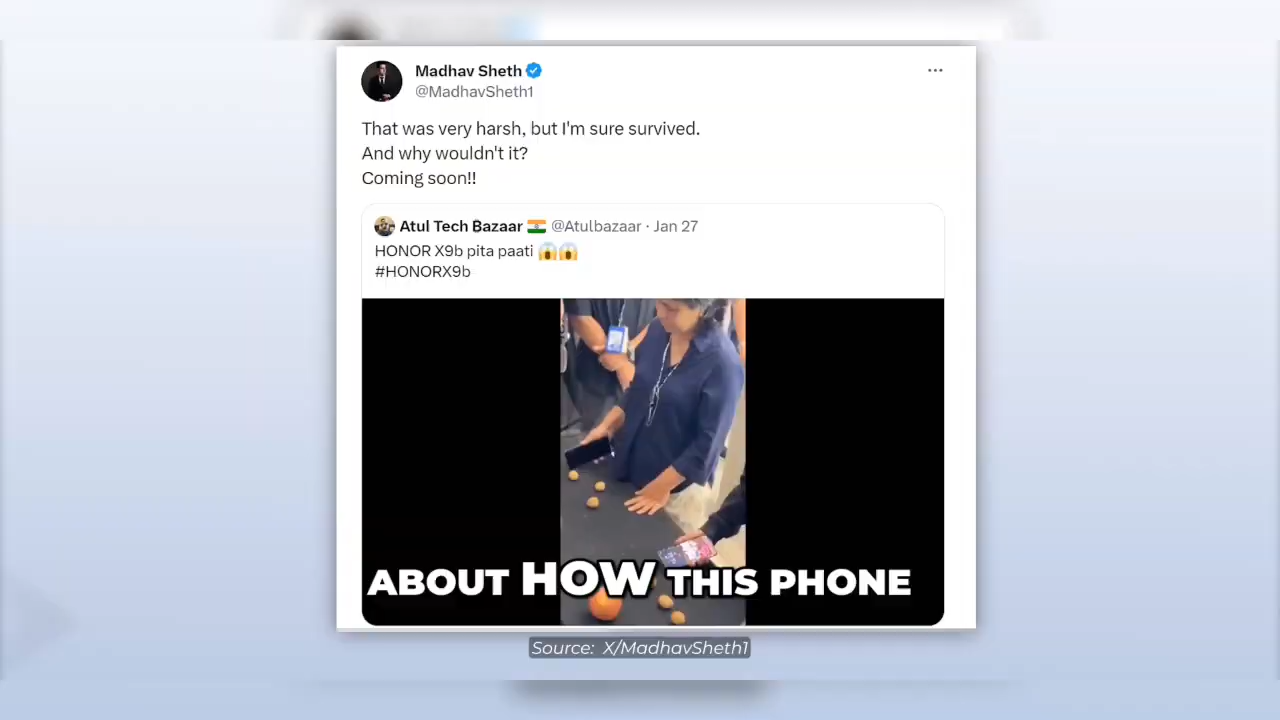 Madhav Sheth
@MadhavSheth1
That was very harsh, but I'm sure survived.
And why wouldn't it?
Coming soon!!
Atul Tech Bazaar 🇮🇳 @Atulbazaar · Jan 27
HONOR X9b pita paati 😱😱
#HONORX9b
ABOUT HOW THIS PHONE
Source: X/MadhavSheth1